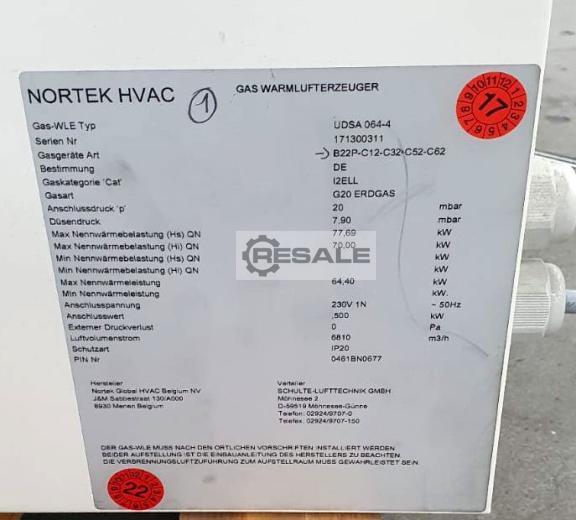 NORTEK HVAC 1 GAS WARMLUFTERZEUGER
Gas-WLE Typ UDSA 064-4
Serien Nr 171300311
Gasgeräte Art B22P-C12-C32-C52-C62
Bestimmung DE
Gaskategorie 'Cat' I2ELL
Gasart G20 ERDGAS
Anschlussdruck 'p' 20 mbar
Düsendruck 7,90 mbar
Max Nennwärmebelastung (Hs) QN 77,69 kW
Max Nennwärmebelastung (Hi) QN 70,00 kW
Min Nennwärmebelastung (Hs) QN kW
Min Nennwärmebelastung (Hi) QN kW
Max Nennwärmeleistung 64,40 kW
Min Nennwärmeleistung kW.
Anschlusspannung 230V 1N ~ 50Hz
Anschlusswert ,500 kW
Externer Druckverlust 0 Pa
Luftvolumenstrom 6810 m3/h
Schutzart IP20
PIN Nr 0461BN0677
Hersteller
Nortek Global HVAC Belgium NV
J&M Sabbestraat 130/A000
8930 Menen Belgium
Verteiler
SCHULTE-LUFTTECHNIK GMBH
Möhnesee 2
D-59519 Möhnesee-Günne
Telefon: 02924/9707-0
Telefax: 02924/9707-150
DER GAS-WLE MUSS NACH DEN ÖRTLICHEN VORSCHRIFTEN INSTALLIERT WERDEN
BEIDER AUFSTELLUNG IST DIE EINBAUANLEITUNG DES HERSTELLERS ZU BEACHTEN.
DIE VERBRENNUNGSLUFTZUFÜHRUNG ZUM AUFSTELLRAUM MUSS GEWÄHRLEISTET SEIN.
17
22
RESALE